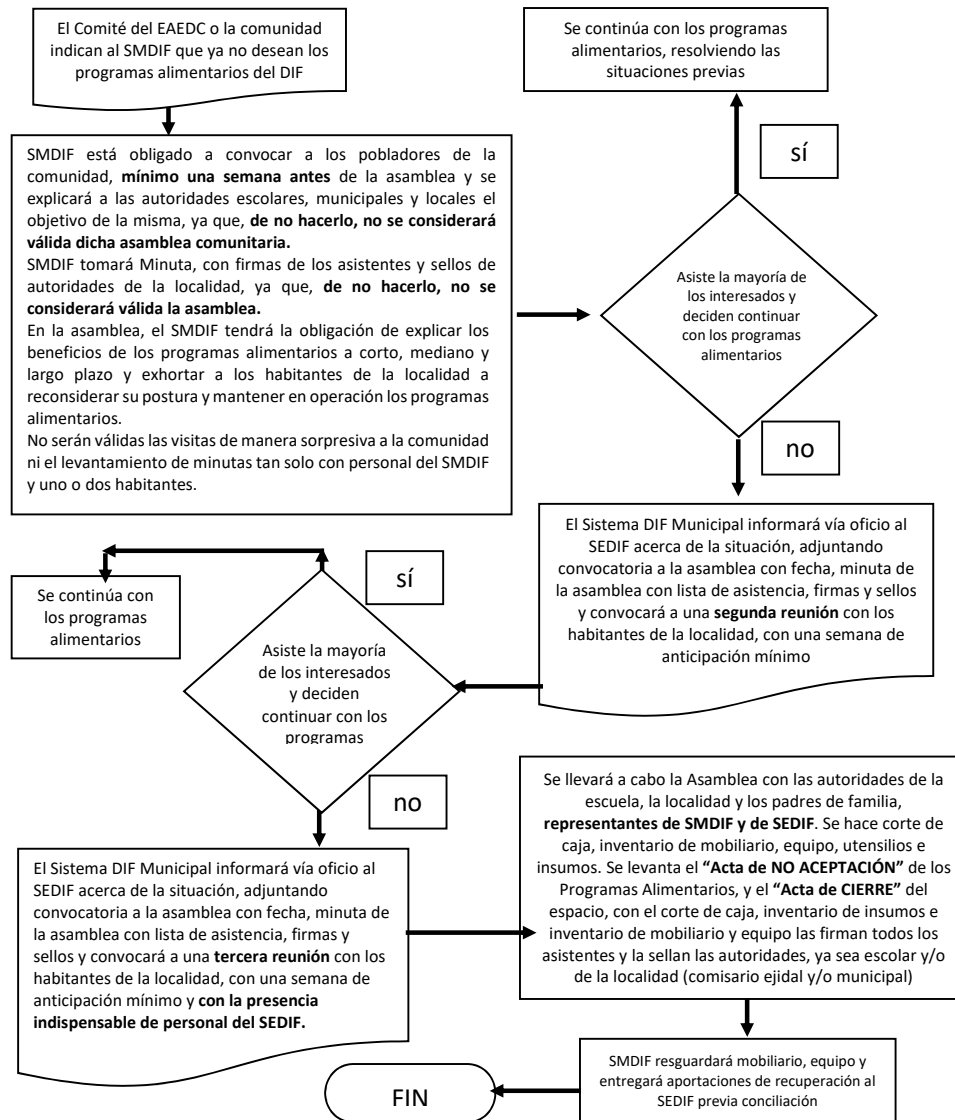 El Comité del EAEDC o la comunidad
indican al SMDIF que ya no desean los
programas alimentarios del DIF
Se continúa con los programas
alimentarios, resolviendo las
situaciones previas
sí
SMDIF está obligado a convocar a los pobladores de la
comunidad, mínimo una semana antes de la asamblea y se
explicará a las autoridades escolares, municipales y locales el
objetivo de la misma, ya que, de no hacerlo, no se considerará
válida dicha asamblea comunitaria.
SMDIF tomará Minuta, con firmas de los asistentes y sellos de
autoridades de la localidad, ya que, de no hacerlo, no se
considerará válida la asamblea.
En la asamblea, el SMDIF tendrá la obligación de explicar los
beneficios de los programas alimentarios a corto, mediano y
largo plazo y exhortar a los habitantes de la localidad a
reconsiderar su postura y mantener en operación los programas
alimentarios.
No serán válidas las visitas de manera sorpresiva a la comunidad
ni el levantamiento de minutas tan solo con personal del SMDIF
y uno o dos habitantes.
Asiste la mayoría de
los interesados y
deciden continuar
con los programas
alimentarios
no
El Sistema DIF Municipal informará vía oficio al
SEDIF acerca de la situación, adjuntando
convocatoria a la asamblea con fecha, minuta de
la asamblea con lista de asistencia, firmas y sellos
y convocará a una segunda reunión con los
habitantes de la localidad, con una semana de
anticipación mínimo
sí
Se continúa con
los programas
alimentarios
Asiste la mayoría
de los interesados
y deciden
continuar con los
programas
no
El Sistema DIF Municipal informará vía oficio al
SEDIF acerca de la situación, adjuntando
convocatoria a la asamblea con fecha, minuta de
la asamblea con lista de asistencia, firmas y
sellos y convocará a una tercera reunión con los
habitantes de la localidad, con una semana de
anticipación mínimo y con la presencia
indispensable de personal del SEDIF.
Se llevará a cabo la Asamblea con las autoridades de la
escuela, la localidad y los padres de familia,
representantes de SMDIF y de SEDIF. Se hace corte de
caja, inventario de mobiliario, equipo, utensilios e
insumos. Se levanta el “Acta de NO ACEPTACIÓN” de los
Programas Alimentarios, y el “Acta de CIERRE” del
espacio, con el corte de caja, inventario de insumos e
inventario de mobiliario y equipo las firman todos los
asistentes y la sellan las autoridades, ya sea escolar y/o
de la localidad (comisario ejidal y/o municipal)
SMDIF resguardará mobiliario, equipo y
entregará aportaciones de recuperación al
SEDIF previa conciliación
FIN